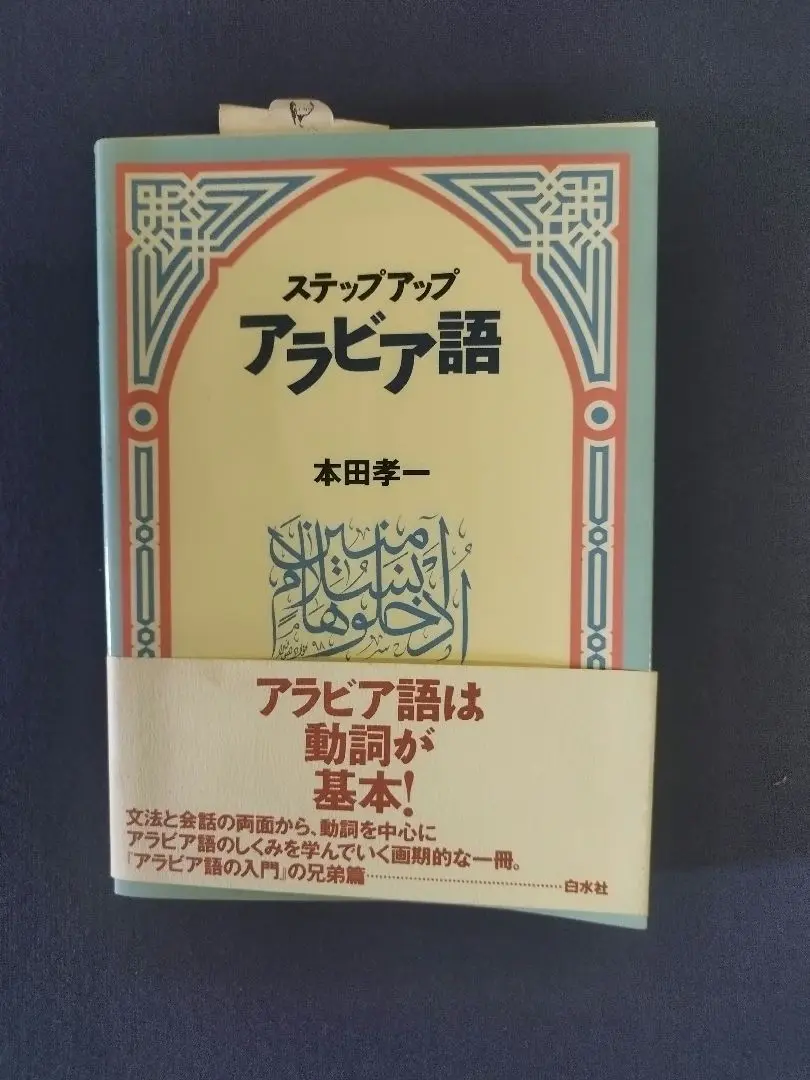 ステップアップ
アラビア語
本田孝一
ادخلوها
بسلام
آمنين
アラビア語は
動詞が
基本！
文法と会話の両面から、動詞を中心に
アラビア語のしくみを学んでいく画期的な一冊。
『アラビア語の入門』の兄弟篇……………………………白水社